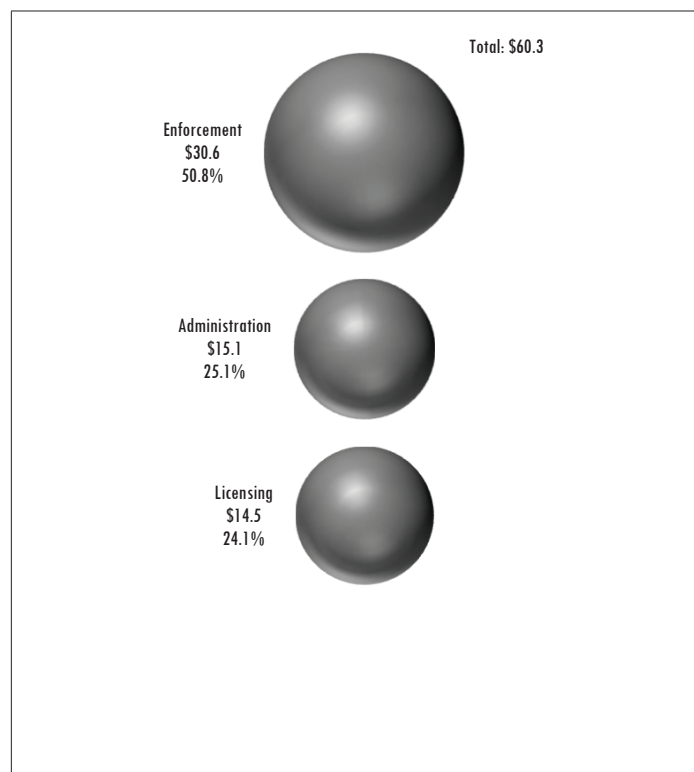 Total: $60.3
Enforcement
$30.6
50.8%
Administration
$15.1
25.1%
Licensing
$14.5
24.1%